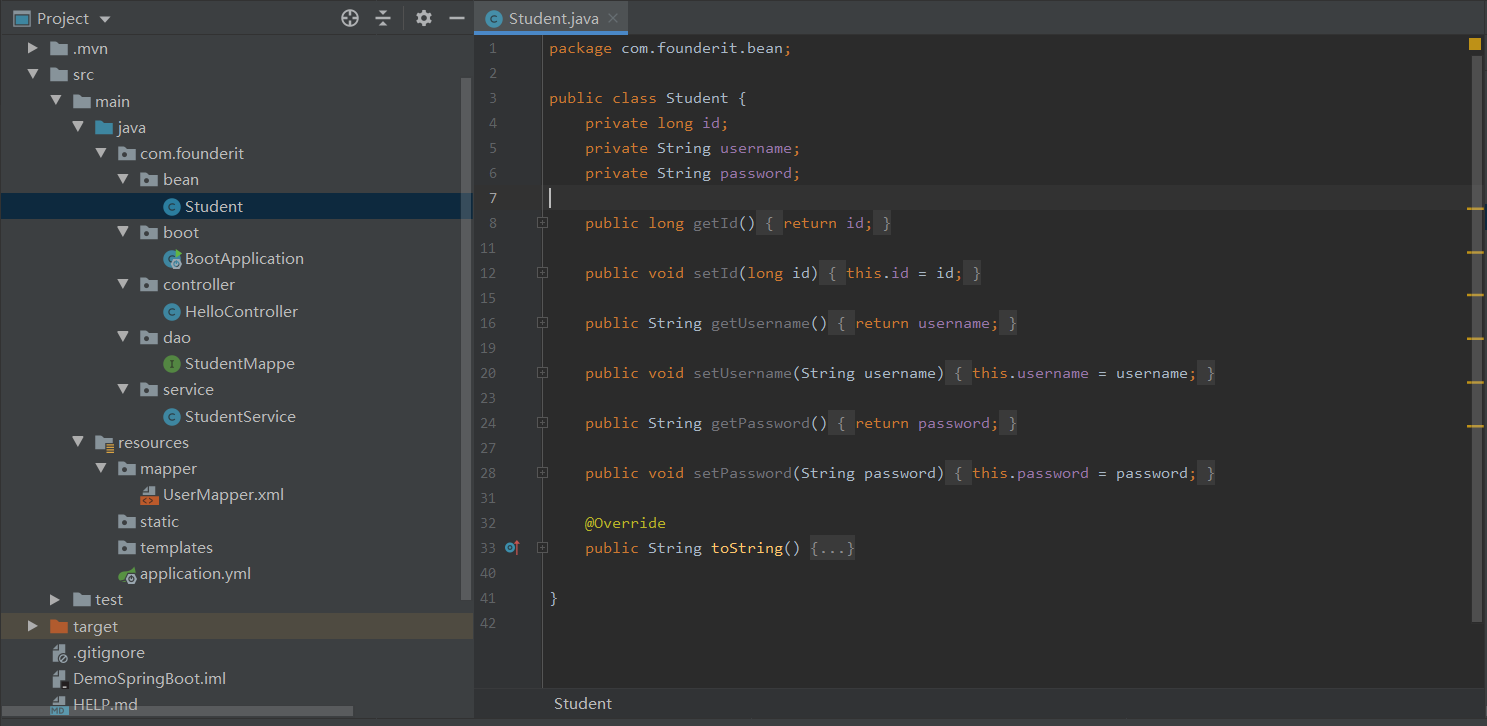 Project
.mvn
src
main
java
com.founderit
bean
Student
boot
BootApplication
controller
HelloController
dao
StudentMappe
service
StudentService
resources
mapper
UserMapper.xml
static
templates
application.yml
test
target
.gitignore
DemoSpringBoot.iml
HELP.md
Student.java
1 package com.founderit.bean;
2
3 public class Student {
4 private long id;
5 private String username;
6 private String password;
7
8 public long getId() { return id; }
11
12 public void setId(long id) { this.id = id; }
15
16 public String getUsername() { return username; }
19
20 public void setUsername(String username) { this.username = username; }
23
24 public String getPassword() { return password; }
27
28 public void setPassword(String password) { this.password = password; }
31
32 @Override
33 public String toString() {...}
40
41 }
42
Student